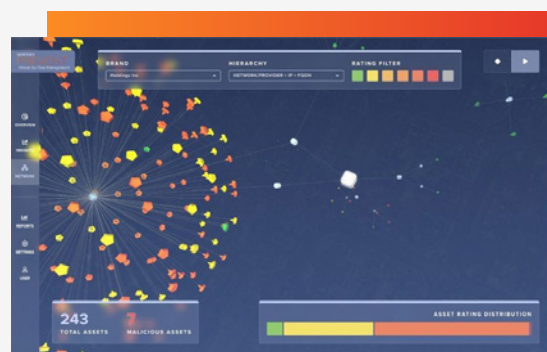 BRAND
HIERARCHY
NETWORK/PROVIDER > IP > FQDN
RATING FILTER
OVERVIEW
NETWORK
REPORTS
SETTINGS
USER
243
TOTAL ASSETS
7
MALICIOUS ASSETS
ASSET RATING DISTRIBUTION